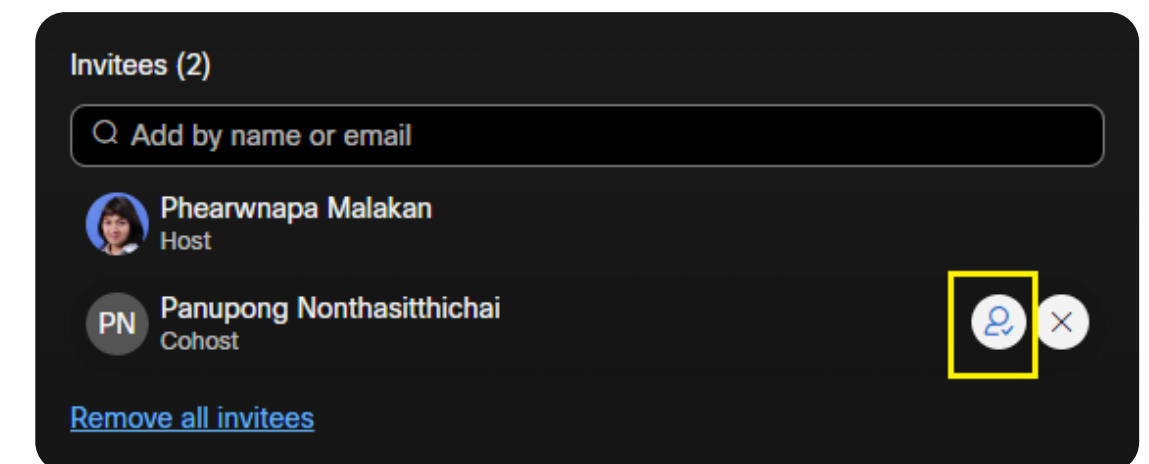 Invitees (2)
Add by name or email
Phearwnapa Malakan
Host
PN
Panupong Nonthasitthichai
Cohost
Remove all invitees